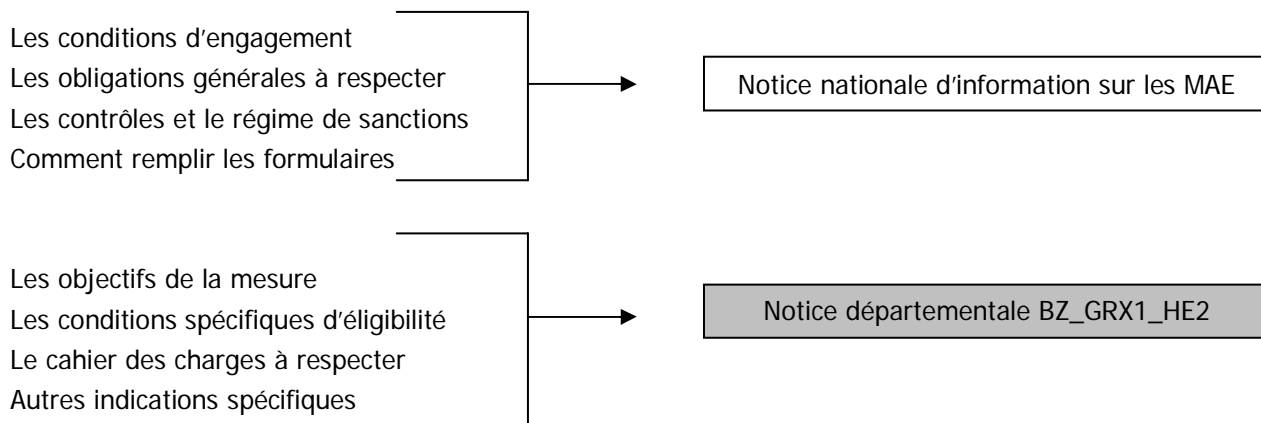 Les conditions d'engagement
Les obligations générales à respecter
Les contrôles et le régime de sanctions
Comment remplir les formulaires
Notice nationale d'information sur les MAE
Les objectifs de la mesure
Les conditions spécifiques d'éligibilité
Le cahier des charges à respecter
Autres indications spécifiques
Notice départementale BZ_GRX1_HE2